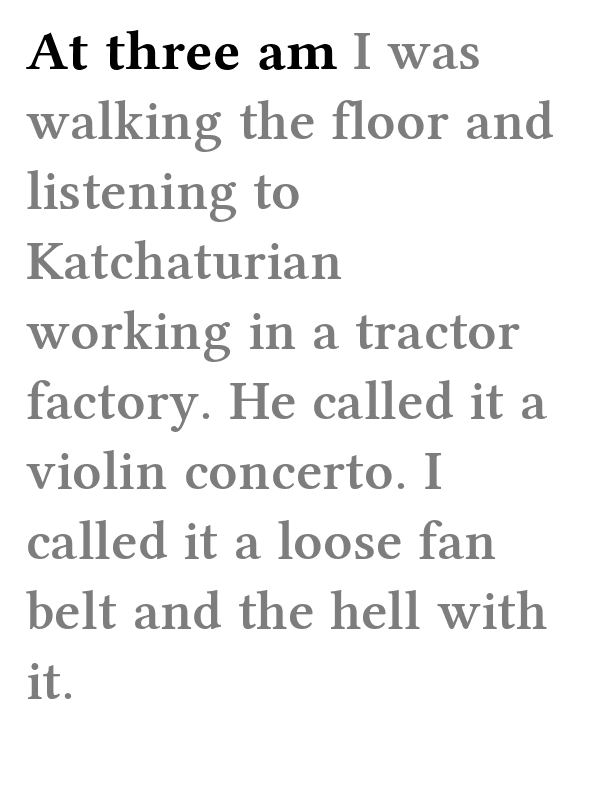 At three am I was
walking the floor and
listening to
Katchaturian
working in a tractor
factory. He called it a
violin concerto. I
called it a loose fan
belt and the hell with
it.